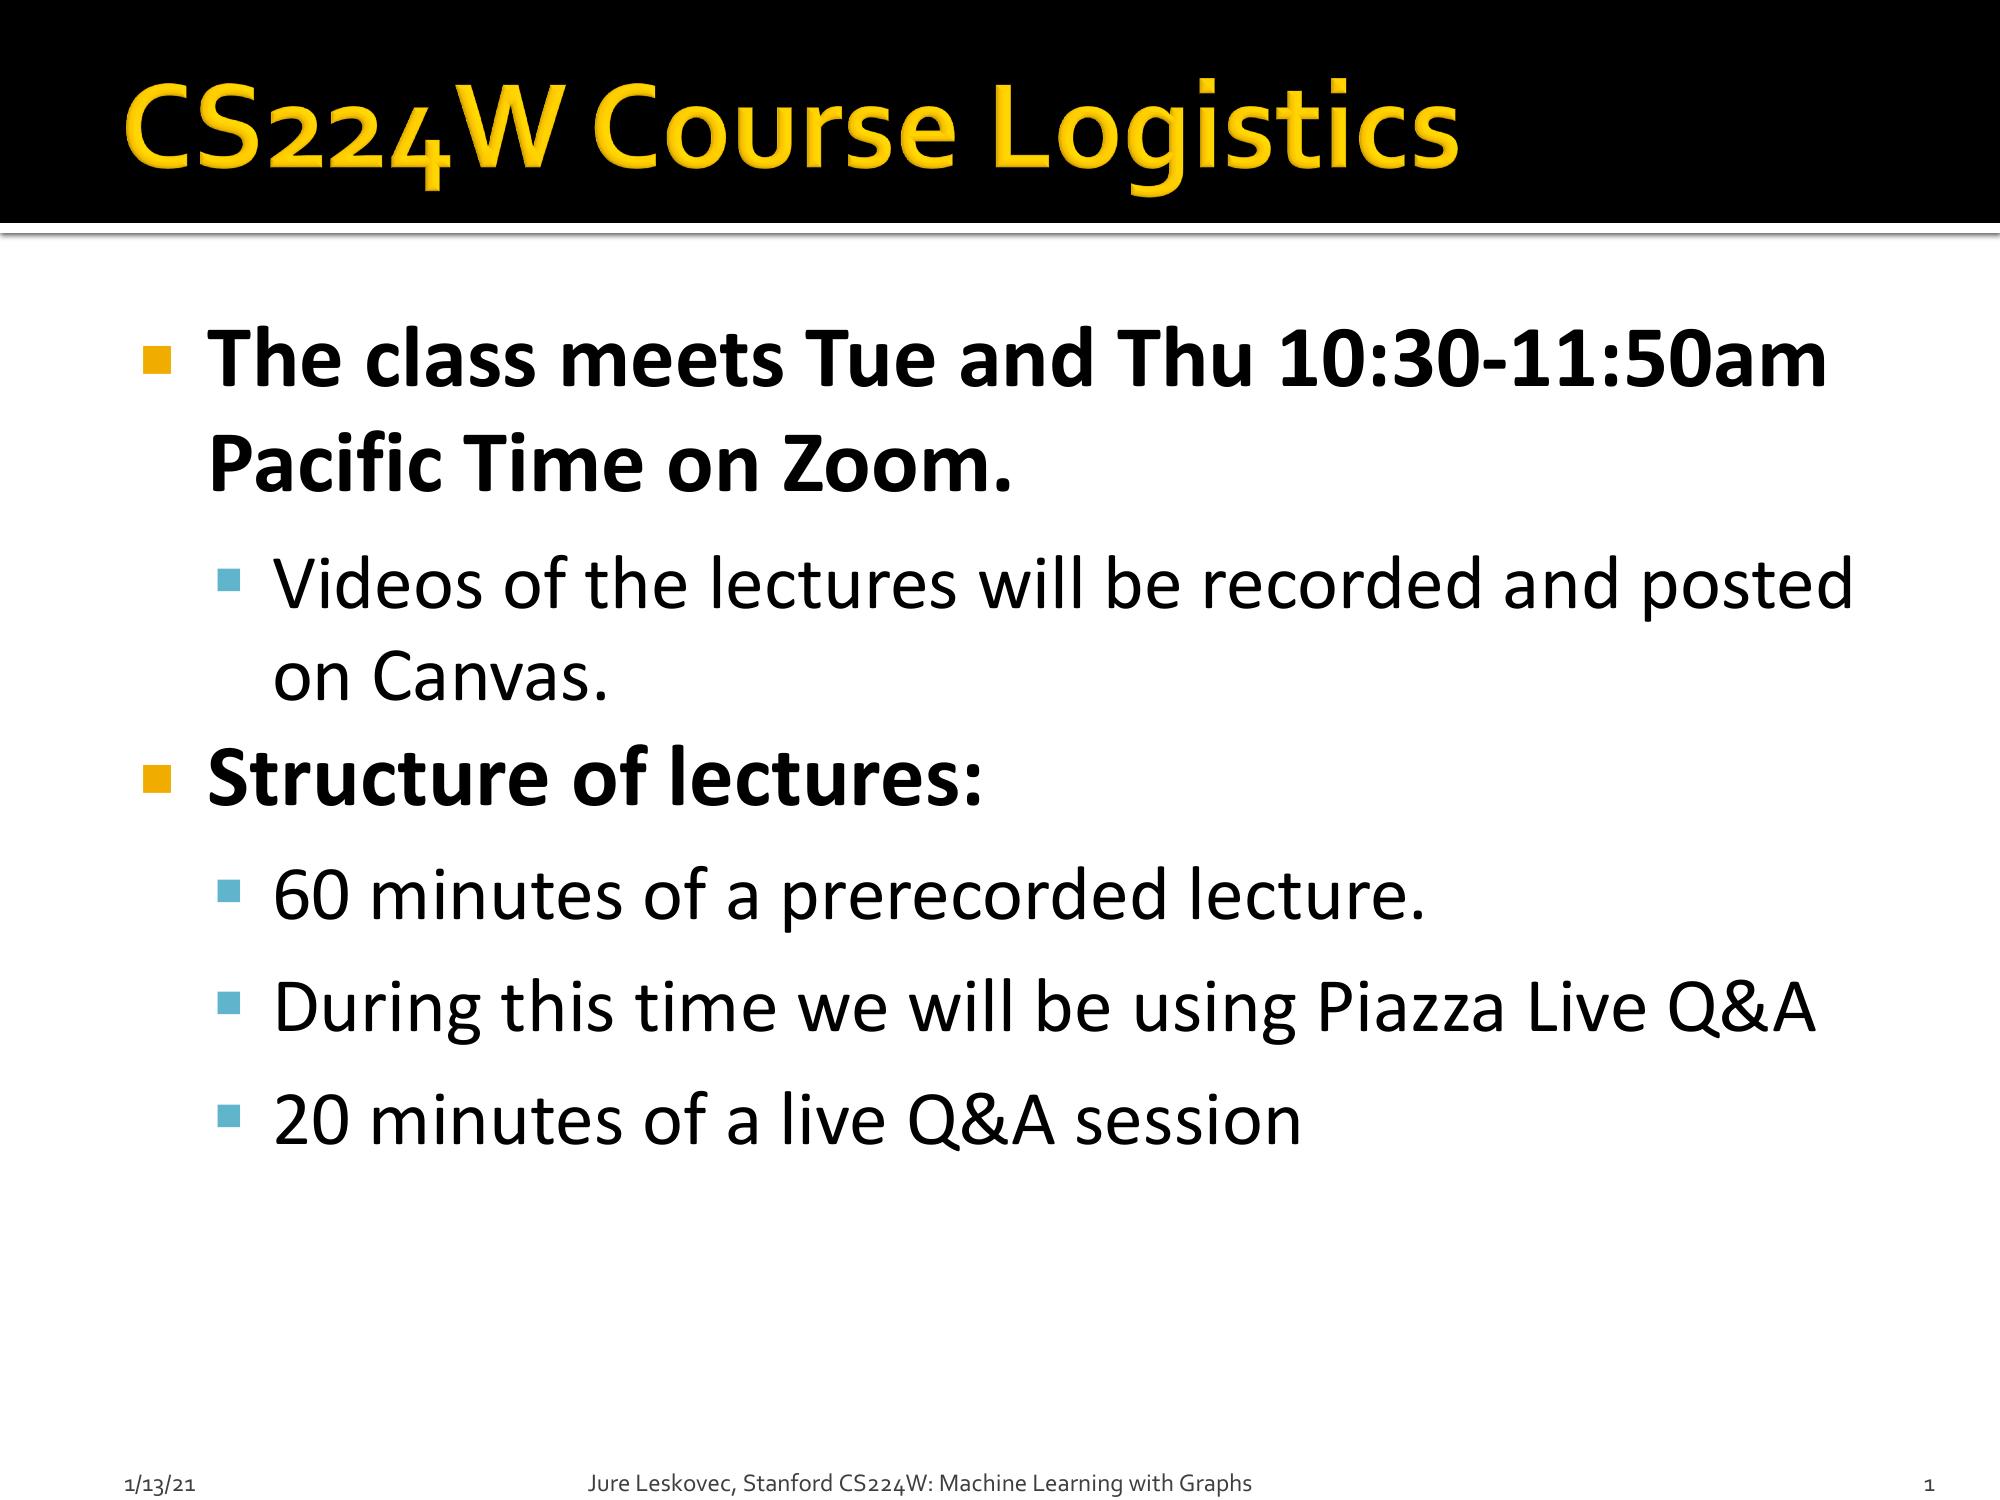 CS224W Course Logistics
The class meets Tue and Thu 10:30-11:50am
Pacific Time on Zoom.
Videos of the lectures will be recorded and posted
on Canvas.
Structure of lectures:
60 minutes of a prerecorded lecture.
During this time we will be using Piazza Live Q&A
20 minutes of a live Q&A session
1/13/21
Jure Leskovec, Stanford CS224W: Machine Learning with Graphs
1